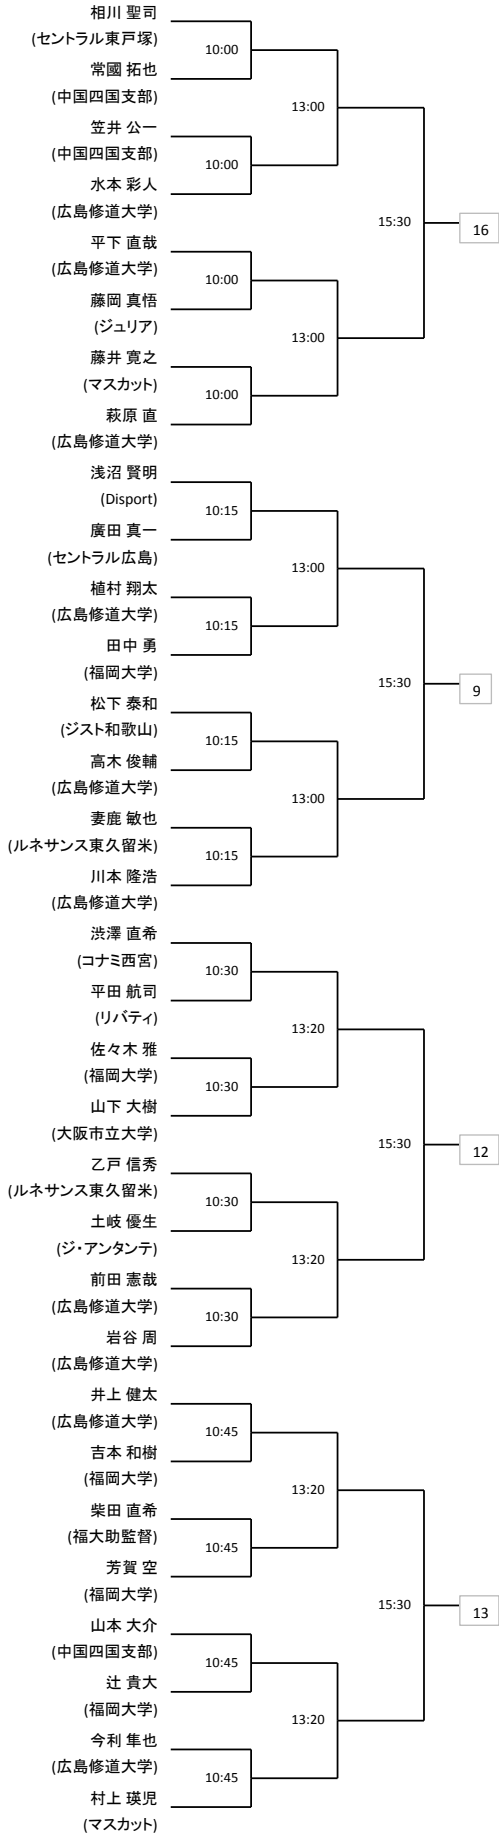 相川 聖司
(セントラル東戸塚)
10:00
常國 拓也
(中国四国支部)
13:00
笠井 公一
(中国四国支部)
10:00
水本 彩人
(広島修道大学)
15:30
16
平下 直哉
(広島修道大学)
10:00
藤岡 真悟
(ジュリア)
13:00
藤井 寛之
(マスカット)
10:00
萩原 直
(広島修道大学)
浅沼 賢明
(Disport)
10:15
廣田 真一
(セントラル広島)
13:00
植村 翔太
(広島修道大学)
10:15
田中 勇
(福岡大学)
15:30
9
松下 泰和
(ジスト和歌山)
10:15
高木 俊輔
(広島修道大学)
13:00
妻鹿 敏也
(ルネサンス東久留米)
10:15
川本 隆浩
(広島修道大学)
渋澤 直希
(コナミ西宮)
10:30
平田 航司
(リバティ)
13:20
佐々木 雅
(福岡大学)
10:30
山下 大樹
(大阪市立大学)
15:30
12
乙戸 信秀
(ルネサンス東久留米)
10:30
土岐 優生
(ジ・アンタンテ)
13:20
前田 憲哉
(広島修道大学)
10:30
岩谷 周
(広島修道大学)
井上 健太
(広島修道大学)
10:45
吉本 和樹
(福岡大学)
13:20
柴田 直希
(福大助監督)
10:45
芳賀 空
(福岡大学)
15:30
13
山本 大介
(中国四国支部)
10:45
辻 貴大
(福岡大学)
13:20
今利 隼也
(広島修道大学)
10:45
村上 瑛児
(マスカット)